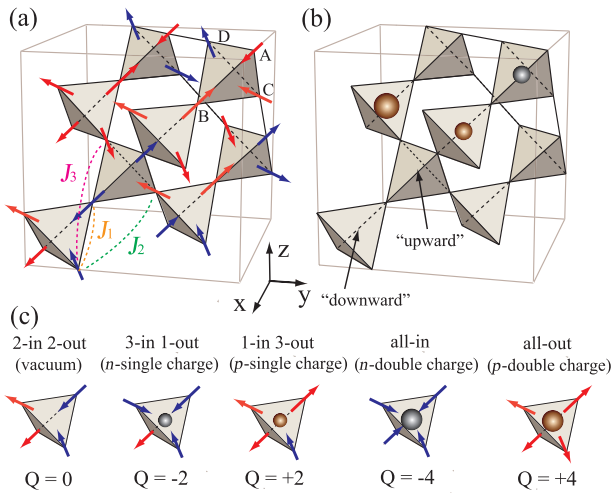 (a)
D
A
C
B
J3
J1
J2
z
y
x
(b)
"upward"
"downward"
(c)
2-in 2-out
(vacuum)
3-in 1-out
(n-single charge)
1-in 3-out
(p-single charge)
all-in
(n-double charge)
all-out
(p-double charge)
Q = 0
Q = -2
Q = +2
Q = -4
Q = +4